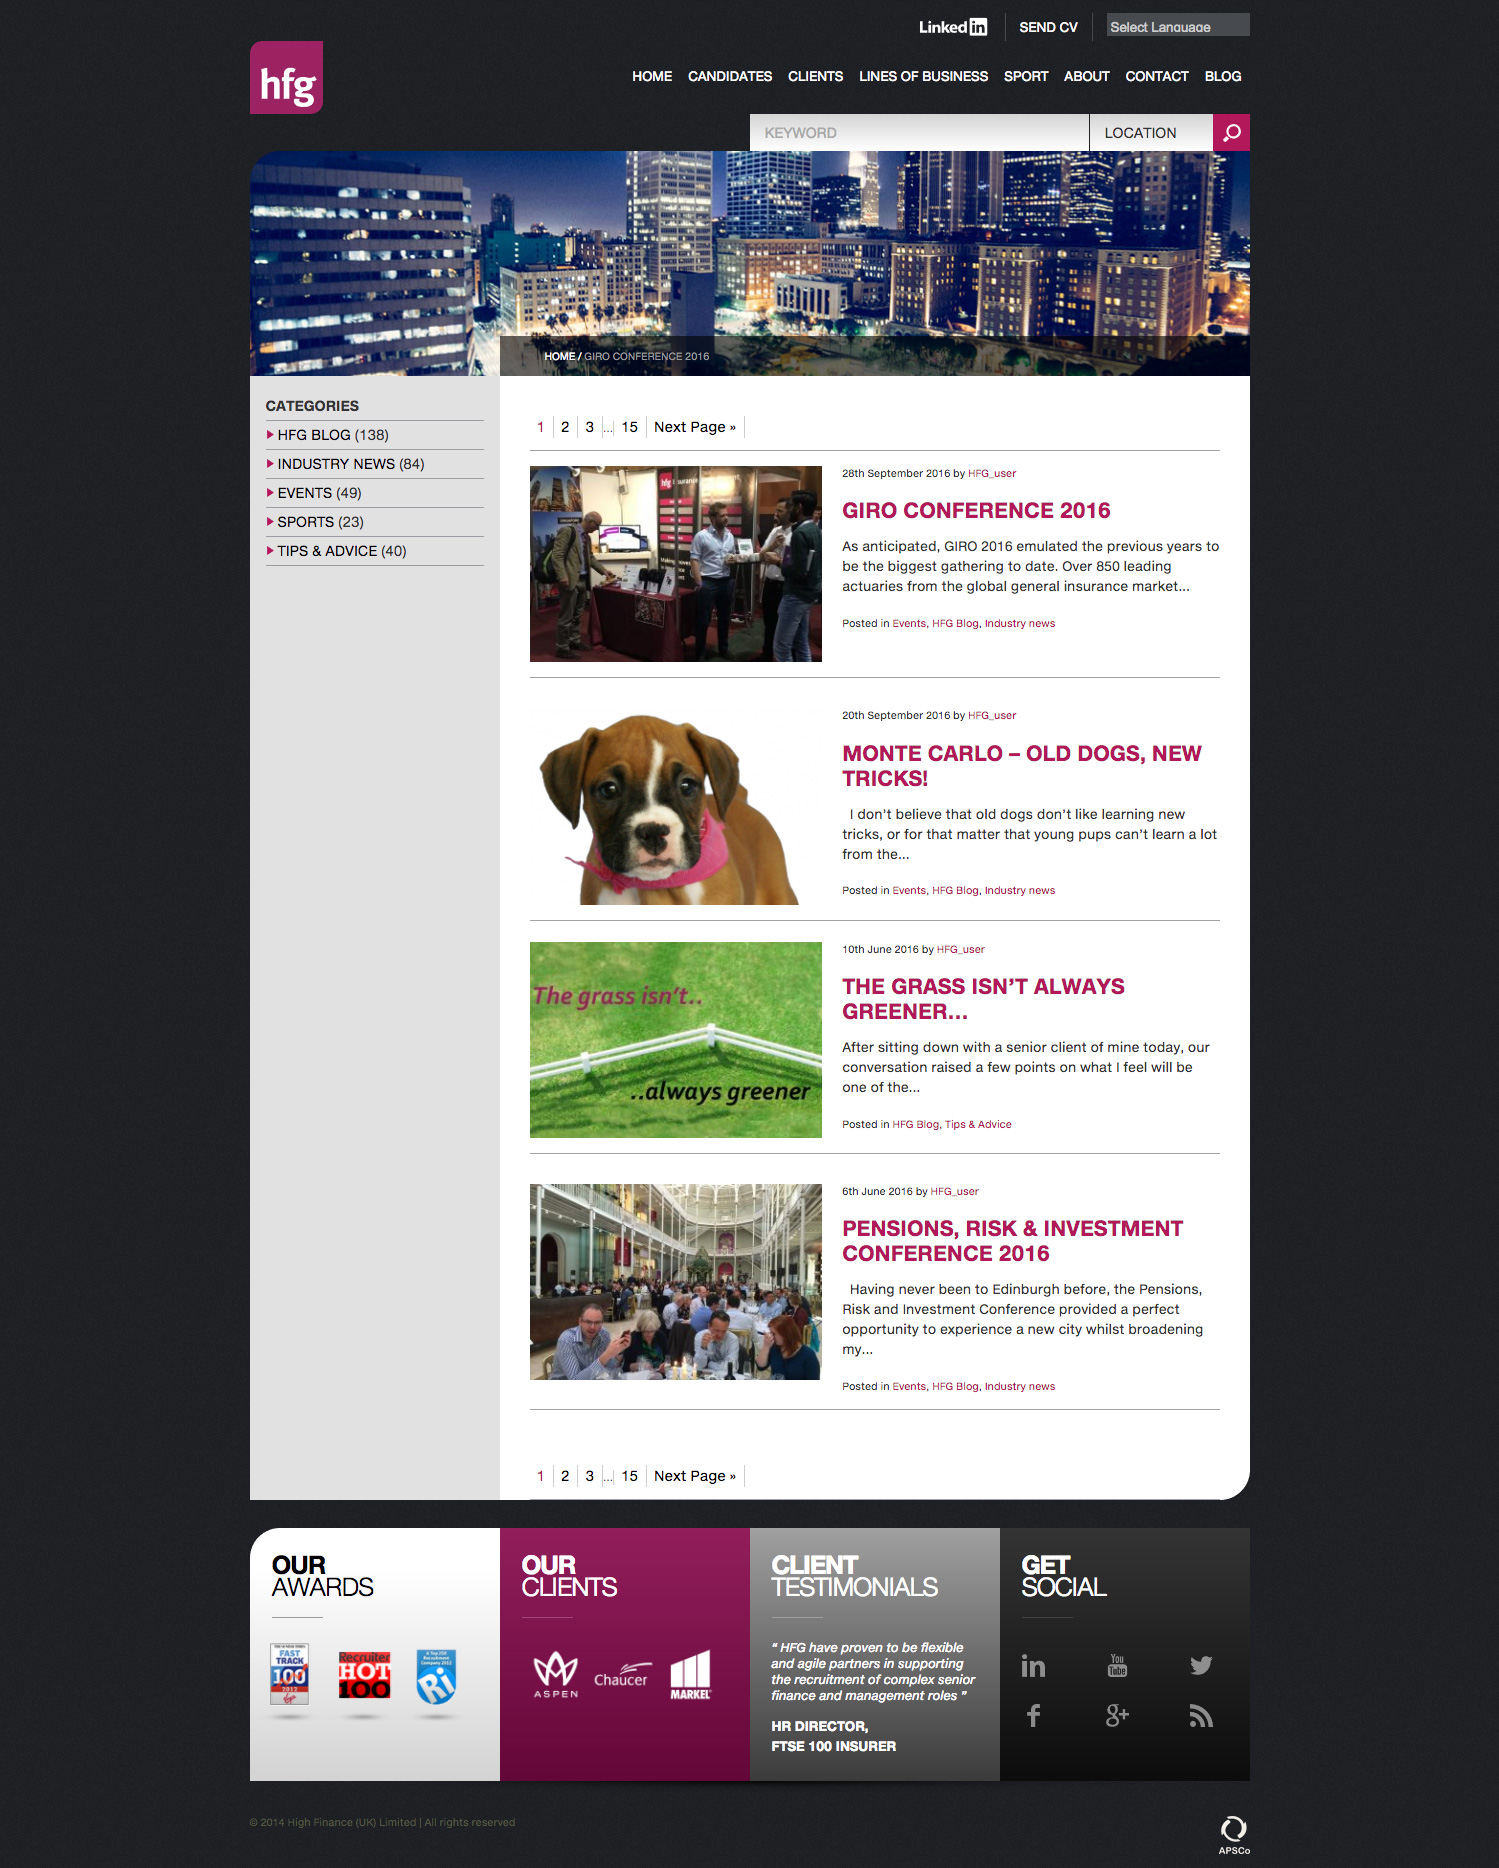 Linked in
SEND CV
Select Language
hfg
HOME CANDIDATES CLIENTS LINES OF BUSINESS SPORT ABOUT CONTACT BLOG
KEYWORD
LOCATION
HOME / GIRO CONFERENCE 2016
CATEGORIES
HFG BLOG (138)
INDUSTRY NEWS (84)
EVENTS (49)
SPORTS (23)
TIPS & ADVICE (40)
1 2 3 ... 15 Next Page »
hfg
28th September 2016 by HFG_user
GIRO CONFERENCE 2016
As anticipated, GIRO 2016 emulated the previous years to
be the biggest gathering to date. Over 850 leading
actuaries from the global general insurance market...
Posted in Events, HFG Blog, Industry news
20th September 2016 by HFG_user
MONTE CARLO – OLD DOGS, NEW
TRICKS!
I don't believe that old dogs don't like learning new
tricks, or for that matter that young pups can't learn a lot
from the...
Posted in Events, HFG Blog, Industry news
The grass isn't..
..always greener
10th June 2016 by HFG_user
THE GRASS ISN'T ALWAYS
GREENER...
After sitting down with a senior client of mine today, our
conversation raised a few points on what I feel will be
one of the...
Posted in HFG Blog, Tips & Advice
6th June 2016 by HFG_user
PENSIONS, RISK & INVESTMENT
CONFERENCE 2016
Having never been to Edinburgh before, the Pensions,
Risk and Investment Conference provided a perfect
opportunity to experience a new city whilst broadening
my...
Posted in Events, HFG Blog, Industry news
1 2 3 ... 15 Next Page »
OUR
AWARDS
FAST
TRACK
100
2012
Recruiter
HOT
100
Ri
OUR
CLIENTS
ASPEN
Chaucer
MARKEL
CLIENT
TESTIMONIALS
" HFG have proven to be flexible
and agile partners in supporting
the recruitment of complex senior
finance and management roles "
HR DIRECTOR,
FTSE 100 INSURER
GET
SOCIAL
in
You
Tube
f
g+
© 2014 High Finance (UK) Limited | All rights reserved
APSCo